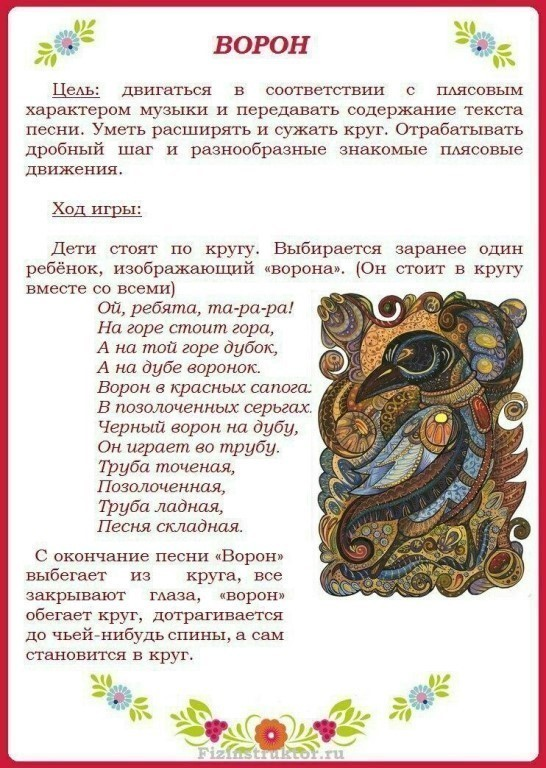 ВОРОН
Цель: двигаться в соответствии с плясовым
характером музыки и передавать содержание текста
песни. Уметь расширять и сужать круг. Отрабатывать
дробный шаг и разнообразные знакомые плясовые
движения.
Ход игры:
Дети стоят по кругу. Выбирается заранее один
ребёнок, изображающий «ворона». (Он стоит в кругу
вместе со всеми)
Ой, ребята, та-ра-ра!
На горе стоит гора,
А на той горе дубок,
А на дубе воронок.
Ворон в красных сапога
В позолоченных серьгах.
Черный ворон на дубу,
Он играет во трубу.
Труба точеная,
Позолоченная,
Труба ладная,
Песня складная.
С окончание песни «Ворон»
выбегает из круга, все
закрывают глаза, «ворон»
обегает круг, дотрагивается
до чьей-нибудь спины, а сам
становится в круг.
Fizinstruktor.ru